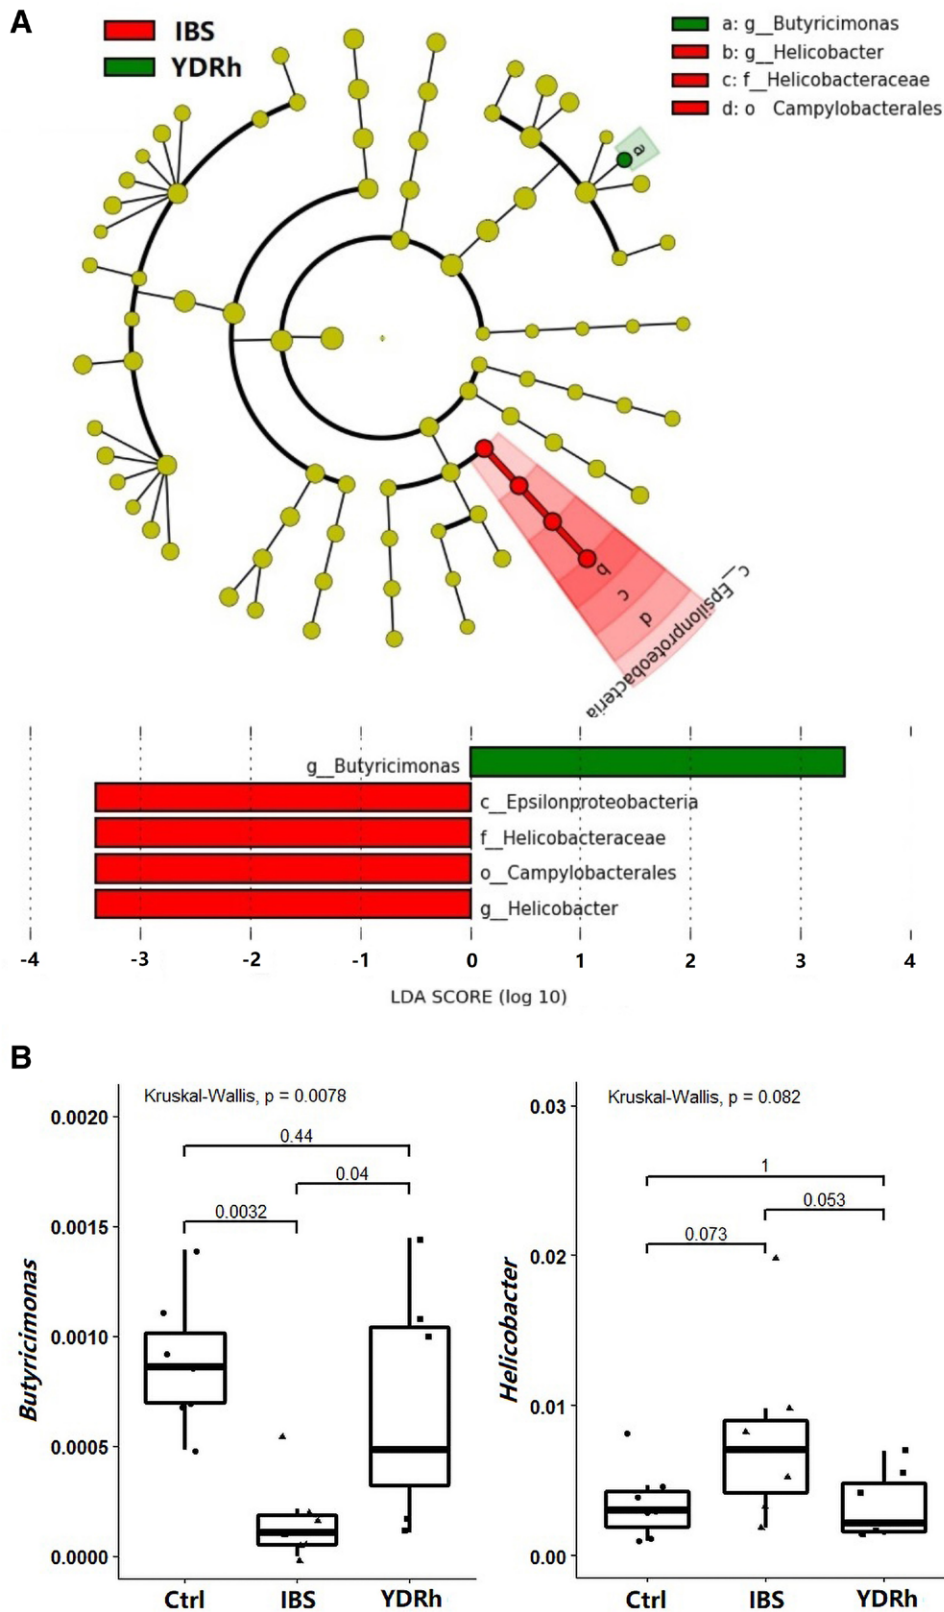 A
IBS
YDRh
a: g__Butyricimonas
b: g__Helicobacter
c: f__Helicobacteraceae
d: o   Campylobacterales
a
b
c
d
c__Epsilonproteobacteria
g__Butyricimonas
c__Epsilonproteobacteria
f__Helicobacteraceae
o__Campylobacterales
g__Helicobacter
-4 -3 -2 -1 0 1 2 3 4
LDA SCORE (log 10)
B
Kruskal-Wallis, p = 0.0078
0.44
0.04
0.0032
0.0020
0.0015
0.0010
0.0005
0.0000
Butyricimonas
Ctrl IBS YDRh
Kruskal-Wallis, p = 0.082
1
0.053
0.073
0.03
0.02
0.01
0.00
Helicobacter
Ctrl IBS YDRh